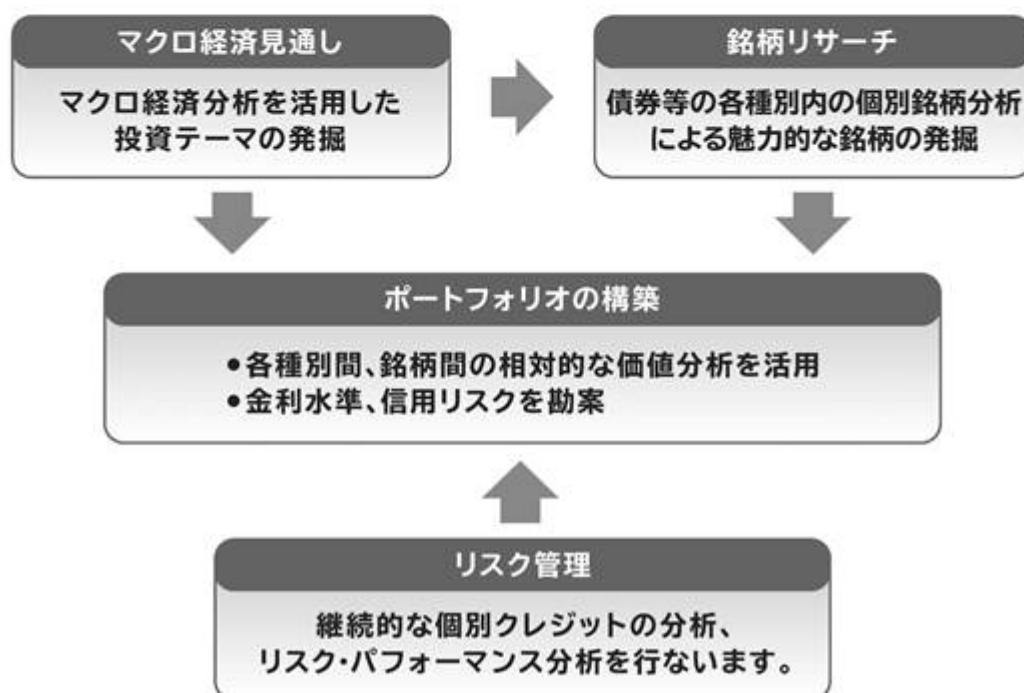 マクロ経済見通し
マクロ経済分析を活用した
投資テーマの発掘
銘柄リサーチ
債券等の各種別内の個別銘柄分析
による魅力的な銘柄の発掘
ポートフォリオの構築
●各種別間、銘柄間の相対的な価値分析を活用
●金利水準、信用リスクを勘案
リスク管理
継続的な個別クレジットの分析、
リスク・パフォーマンス分析を行ないます。